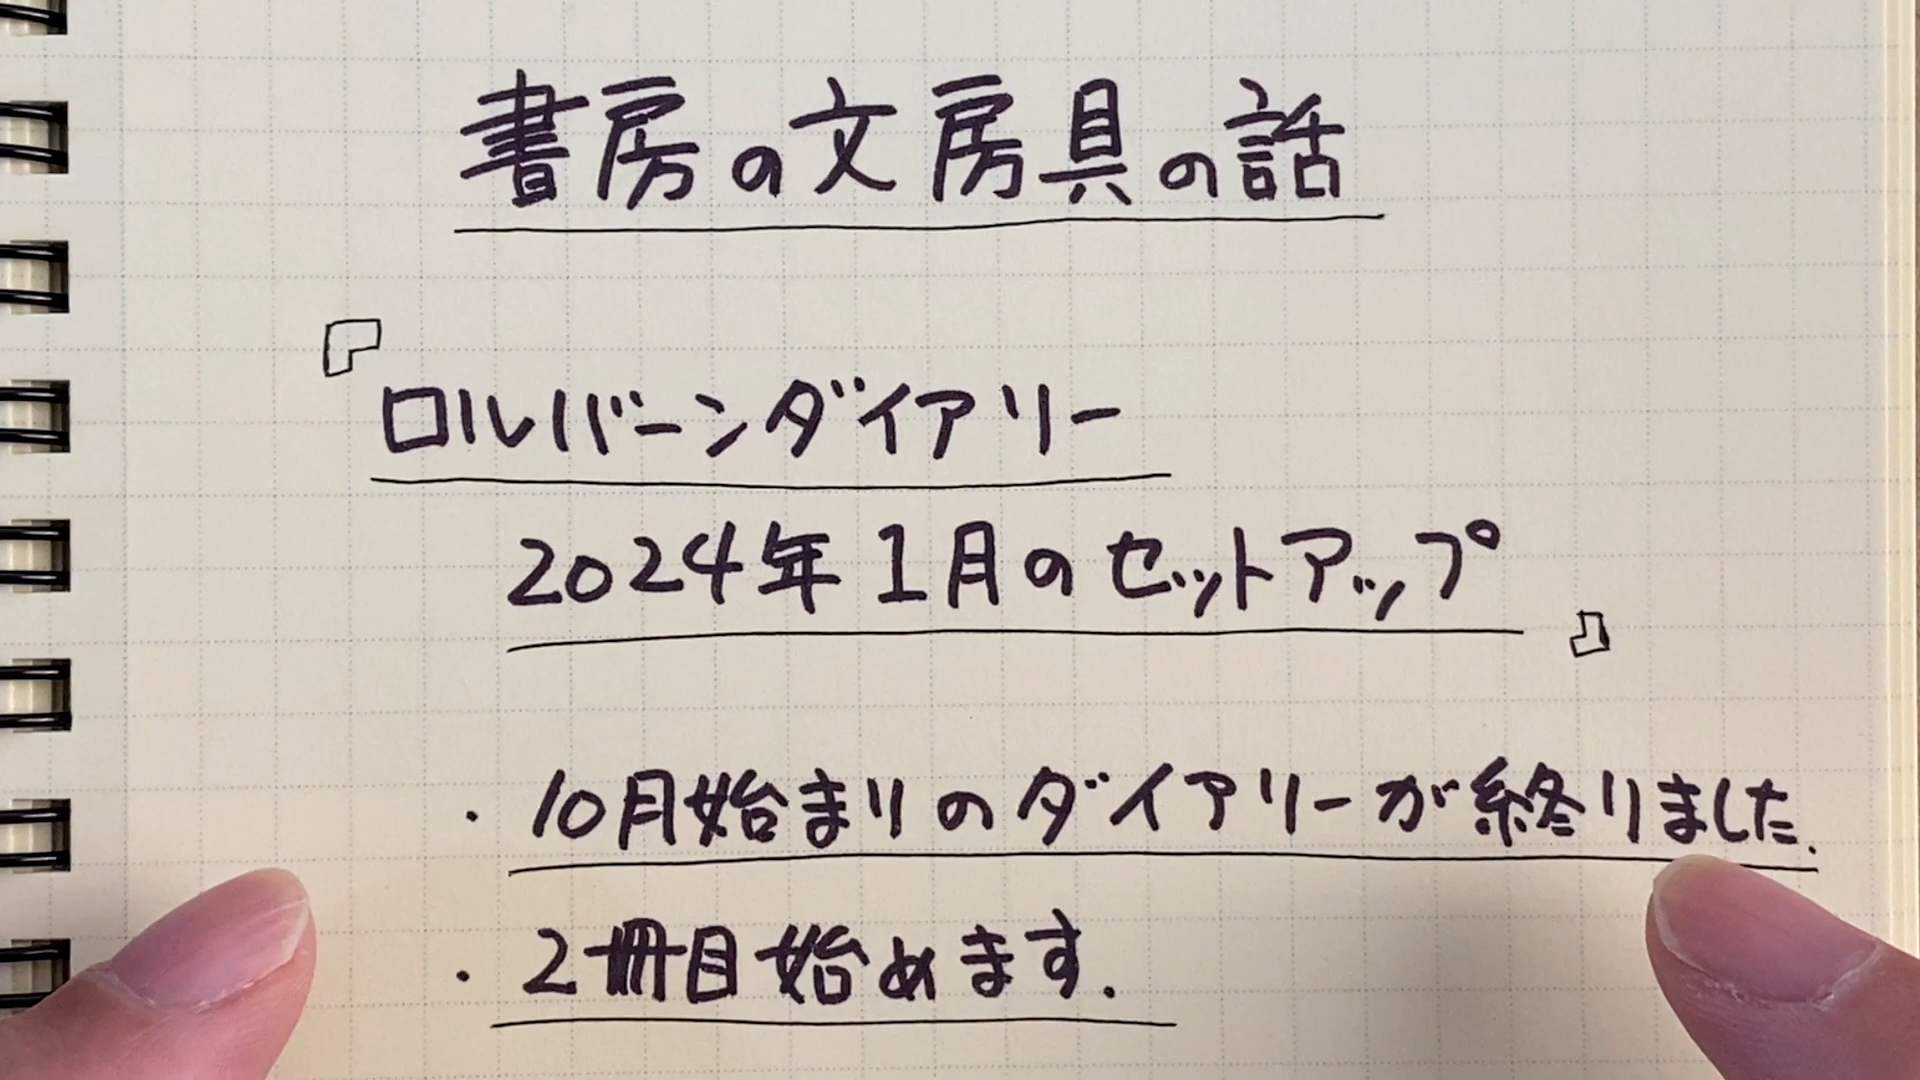 書房の文房具の話
『
ロルバーンダイアリー
2024年1月のセットアップ
』
・10月始まりのダイアリーが終りました.
・2冊目始めます.